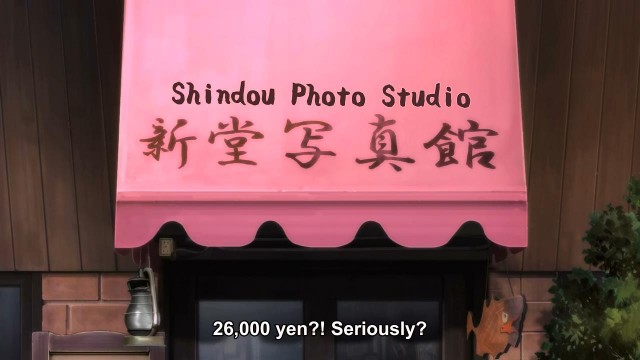 Shindou Photo Studio
新堂写真館
26,000 yen?! Seriously?